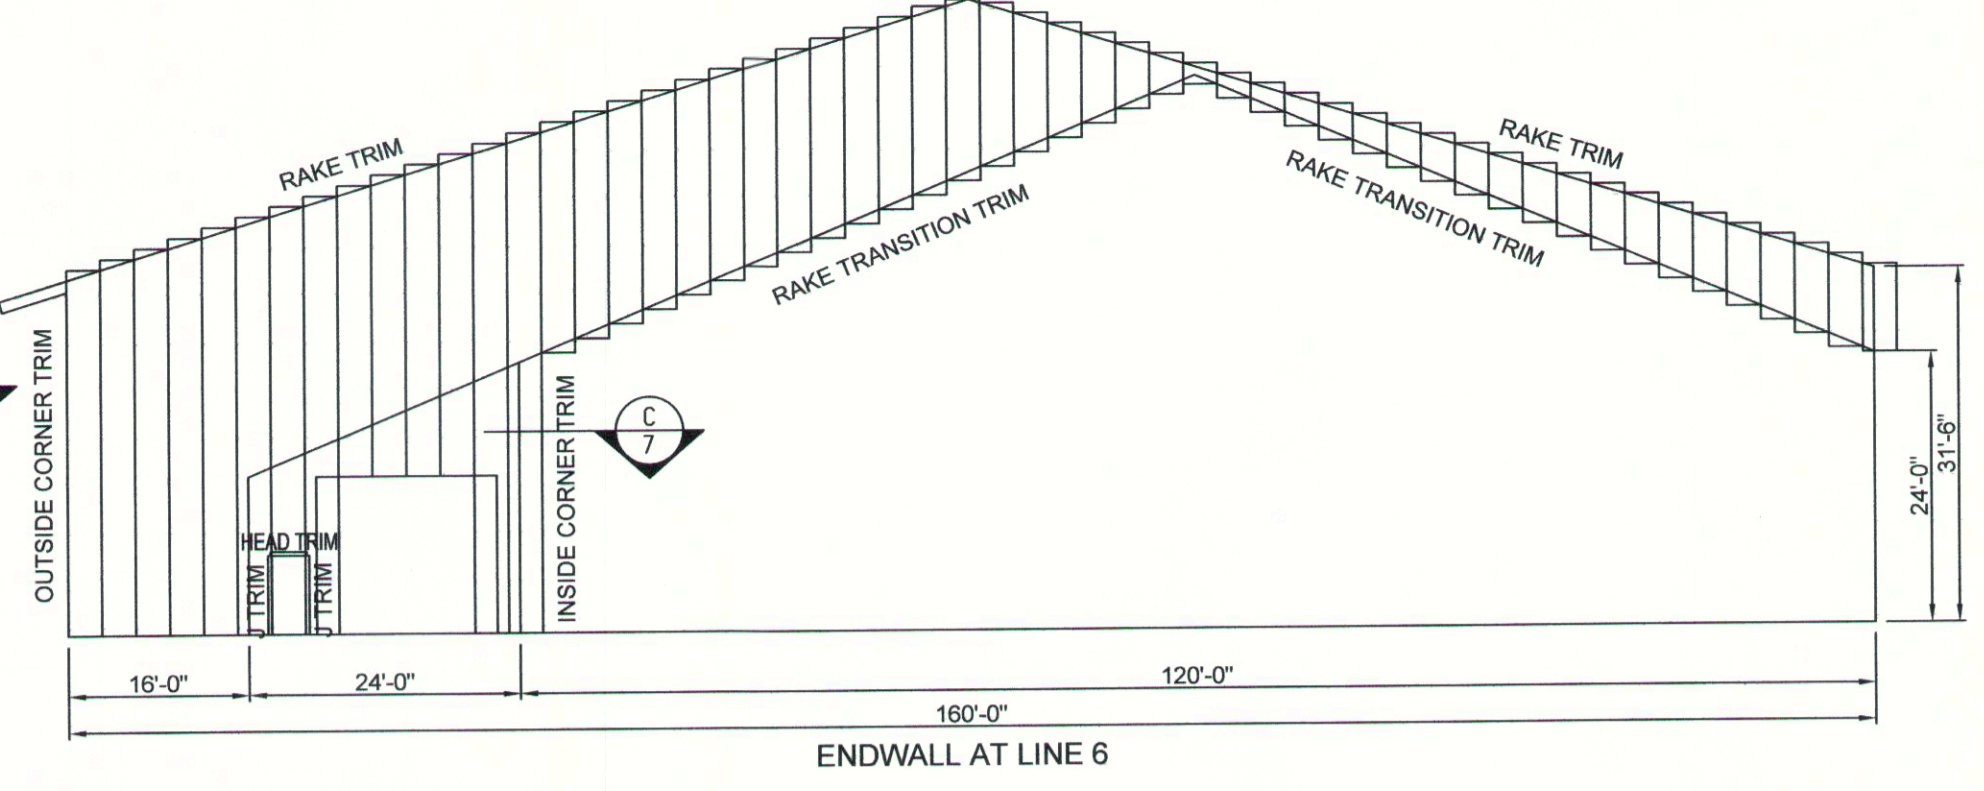 RAKE TRIM
RAKE TRIM
RAKE TRANSITION TRIM
RAKE TRANSITION TRIM
OUTSIDE CORNER TRIM
INSIDE CORNER TRIM
C
7
HEAD TRIM
J TRIM
J TRIM
24'-0"
31'-6"
16'-0"
24'-0"
120'-0"
160'-0"
ENDWALL AT LINE 6